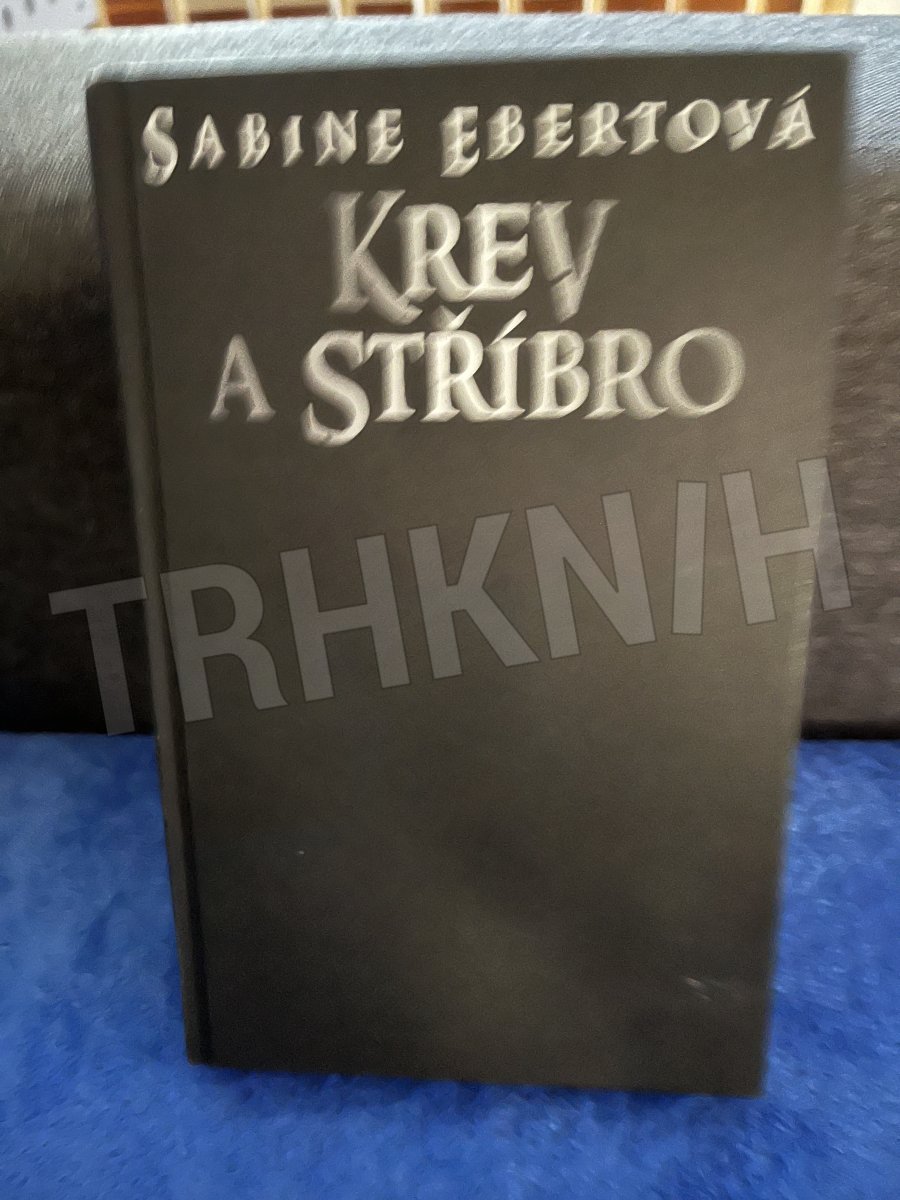 SABINE EBERTOVÁ
KREV
A STŘÍBRO
TRHKNIH